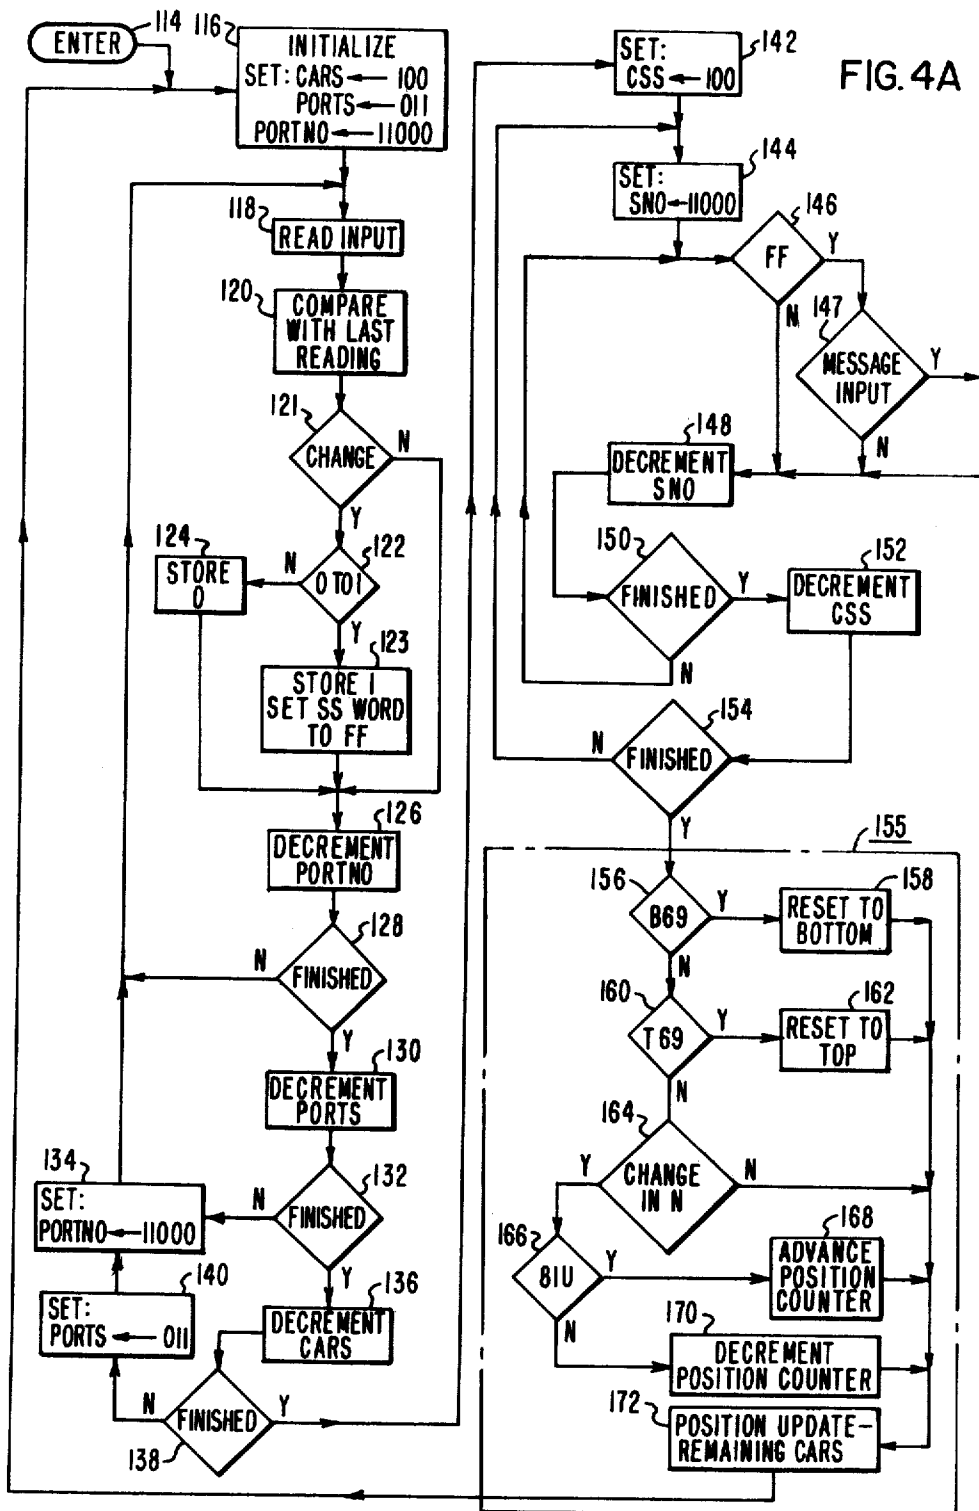 FIG. 4A
114
ENTER
116
INITIALIZE
SET: CARS ← 100
PORTS ← 011
PORTNO ← 11000
118
READ INPUT
120
COMPARE
WITH LAST
READING
121
CHANGE
N
Y
122
0 TO 1
N
Y
124
STORE
0
123
STORE 1
SET SS WORD
TO FF
126
DECREMENT
PORTNO
128
FINISHED
N
Y
130
DECREMENT
PORTS
132
FINISHED
N
Y
134
SET:
PORTNO ← 11000
136
DECREMENT
CARS
140
SET:
PORTS ← 011
138
FINISHED
N
Y
142
SET:
CSS ← 100
144
SET:
SNO ← 11000
146
FF
Y
N
147
MESSAGE
INPUT
Y
N
148
DECREMENT
SNO
150
FINISHED
Y
N
152
DECREMENT
CSS
154
FINISHED
N
Y
155
156
B69
Y
N
158
RESET TO
BOTTOM
160
T69
Y
N
162
RESET TO
TOP
164
CHANGE
IN N
Y
N
166
81U
Y
N
168
ADVANCE
POSITION
COUNTER
170
DECREMENT
POSITION COUNTER
172
POSITION UPDATE-
REMAINING CARS